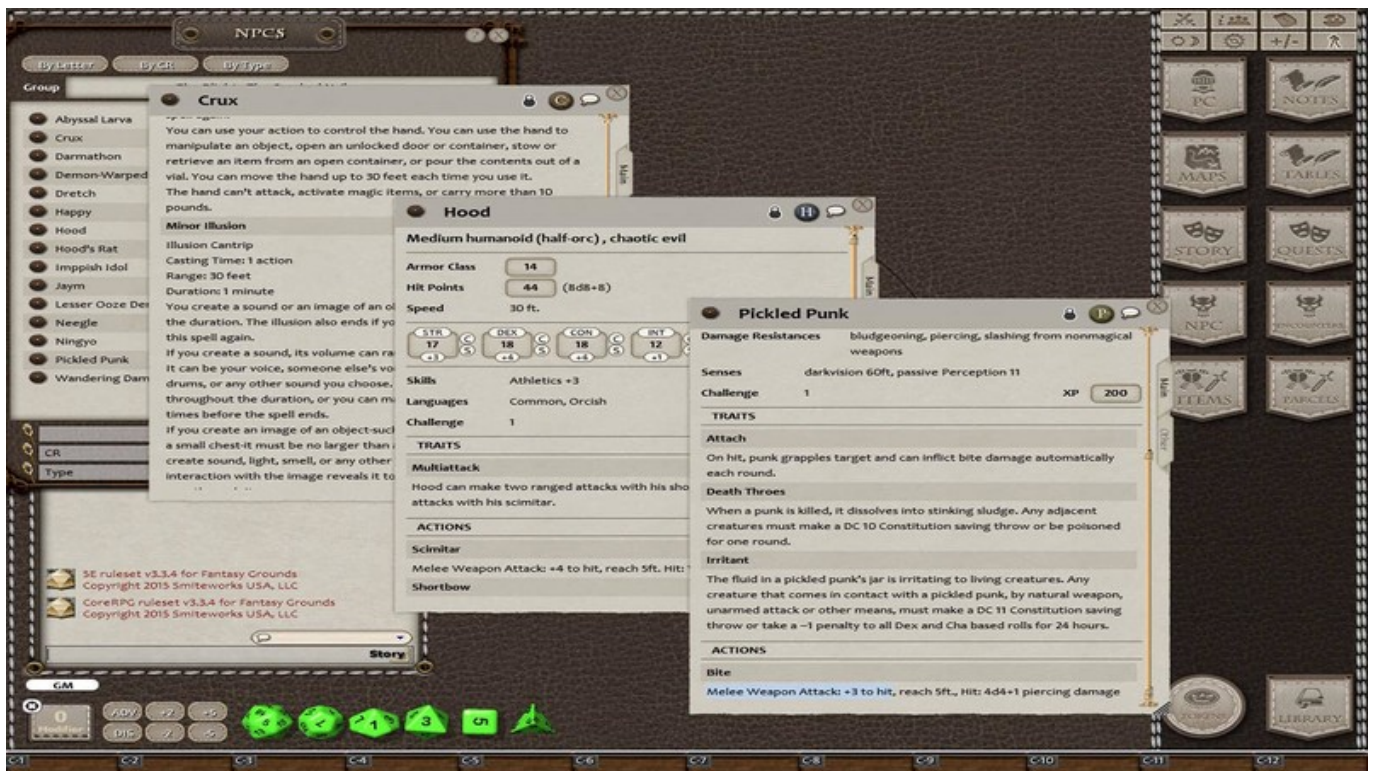 NPCS
By Letter
By CR
By Type
Group
Abyssal Larva
Crux
Darmathon
Demon-Warped
Dretch
Happy
Hood
Hood's Rat
Imppish Idol
Jaym
Lesser Ooze
Neegle
Ningyo
Pickled Punk
Wandering
CR
Type
Crux
You can use your action to control the hand. You can use the hand to
manipulate an object, open an unlocked door or container, stow or
retrieve an item from an open container, or pour the contents out of a
vial. You can move the hand up to 30 feet each time you use it.
The hand can't attack, activate magic items, or carry more than 10
pounds.
Minor Illusion
Illusion Cantrip
Casting Time: 1 action
Range: 30 feet
Duration: 1 minute
You create a sound or an image of an
the duration. The illusion also ends if
this spell again.
If you create a sound, its volume can
It can be your voice, someone else's
drums, or any other sound you choose.
throughout the duration, or you can
times before the spell ends.
If you create an image of an
a small chest-it must be no larger than
create sound, light, smell, or any other
interaction with the image reveals it to
Main
Hood
H
Medium humanoid (half-orc) , chaotic evil
Armor Class 14
Hit Points 44 (8d8+8)
Speed 30 ft.
STR DEX CON INT
17 18 18 12
+3 +4 +4 +1
Skills Athletics +3
Languages Common, Orcish
Challenge 1
TRAITS
Multiattack
Hood can make two ranged attacks with his
attacks with his scimitar.
ACTIONS
Scimitar
Melee Weapon Attack: +4 to hit, reach 5ft. Hit:
Shortbow
Main
Pickled Punk
P
Damage Resistances bludgeoning, piercing, slashing from nonmagical
weapons
Senses darkvision 60ft, passive Perception 11
Challenge 1 XP 200
TRAITS
Attach
On hit, punk grapples target and can inflict bite damage automatically
each round.
Death Throes
When a punk is killed, it dissolves into stinking sludge. Any adjacent
creatures must make a DC 10 Constitution saving throw or be poisoned
for one round.
Irritant
The fluid in a pickled punk's jar is irritating to living creatures. Any
creature that comes in contact with a pickled punk, by natural weapon,
unarmed attack or other means, must make a DC 11 Constitution saving
throw or take a −1 penalty to all Dex and Cha based rolls for 24 hours.
ACTIONS
Bite
Melee Weapon Attack: +3 to hit, reach 5ft., Hit: 4d4+1 piercing damage
Main
Other
5E ruleset v3.3.4 for Fantasy Grounds
Copyright 2015 Smiteworks USA, LLC
CoreRPG ruleset v3.3.4 for Fantasy Grounds
Copyright 2015 Smiteworks USA, LLC
Story
GM
0
Modifier
ADV +2 +5
DIS -2 -5
1 3 5
+/-
PC NOTES
MAPS TABLES
STORY QUESTS
NPC ENCOUNTERS
ITEMS PARCELS
TOKENS LIBRARY
C-1 C-2 C-3 C-4 C-5 C-6 C-7 C-8 C-9 C-10 C-11 C-12